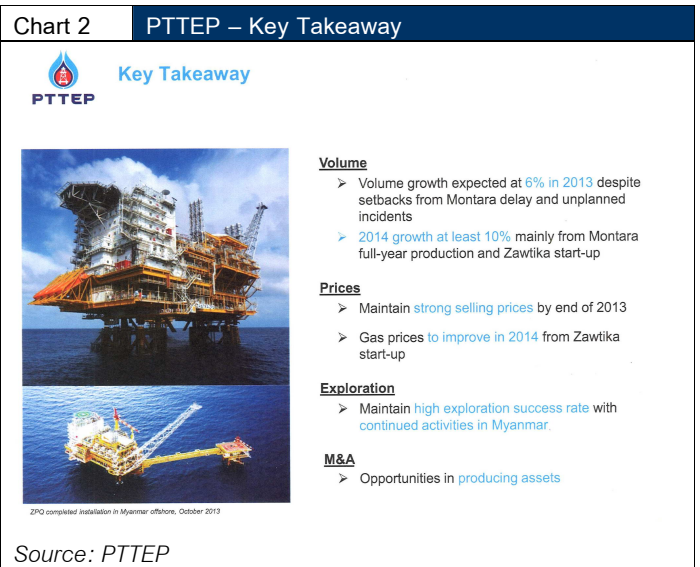 Chart 2 PTTEP – Key Takeaway
PTTEP
Key Takeaway
Volume
➢ Volume growth expected at 6% in 2013 despite
setbacks from Montara delay and unplanned
incidents
➢ 2014 growth at least 10% mainly from Montara
full-year production and Zawtika start-up
Prices
➢ Maintain strong selling prices by end of 2013
➢ Gas prices to improve in 2014 from Zawtika
start-up
Exploration
➢ Maintain high exploration success rate with
continued activities in Myanmar.
M&A
➢ Opportunities in producing assets
ZPQ completed installation in Myanmar offshore, October 2013
Source: PTTEP